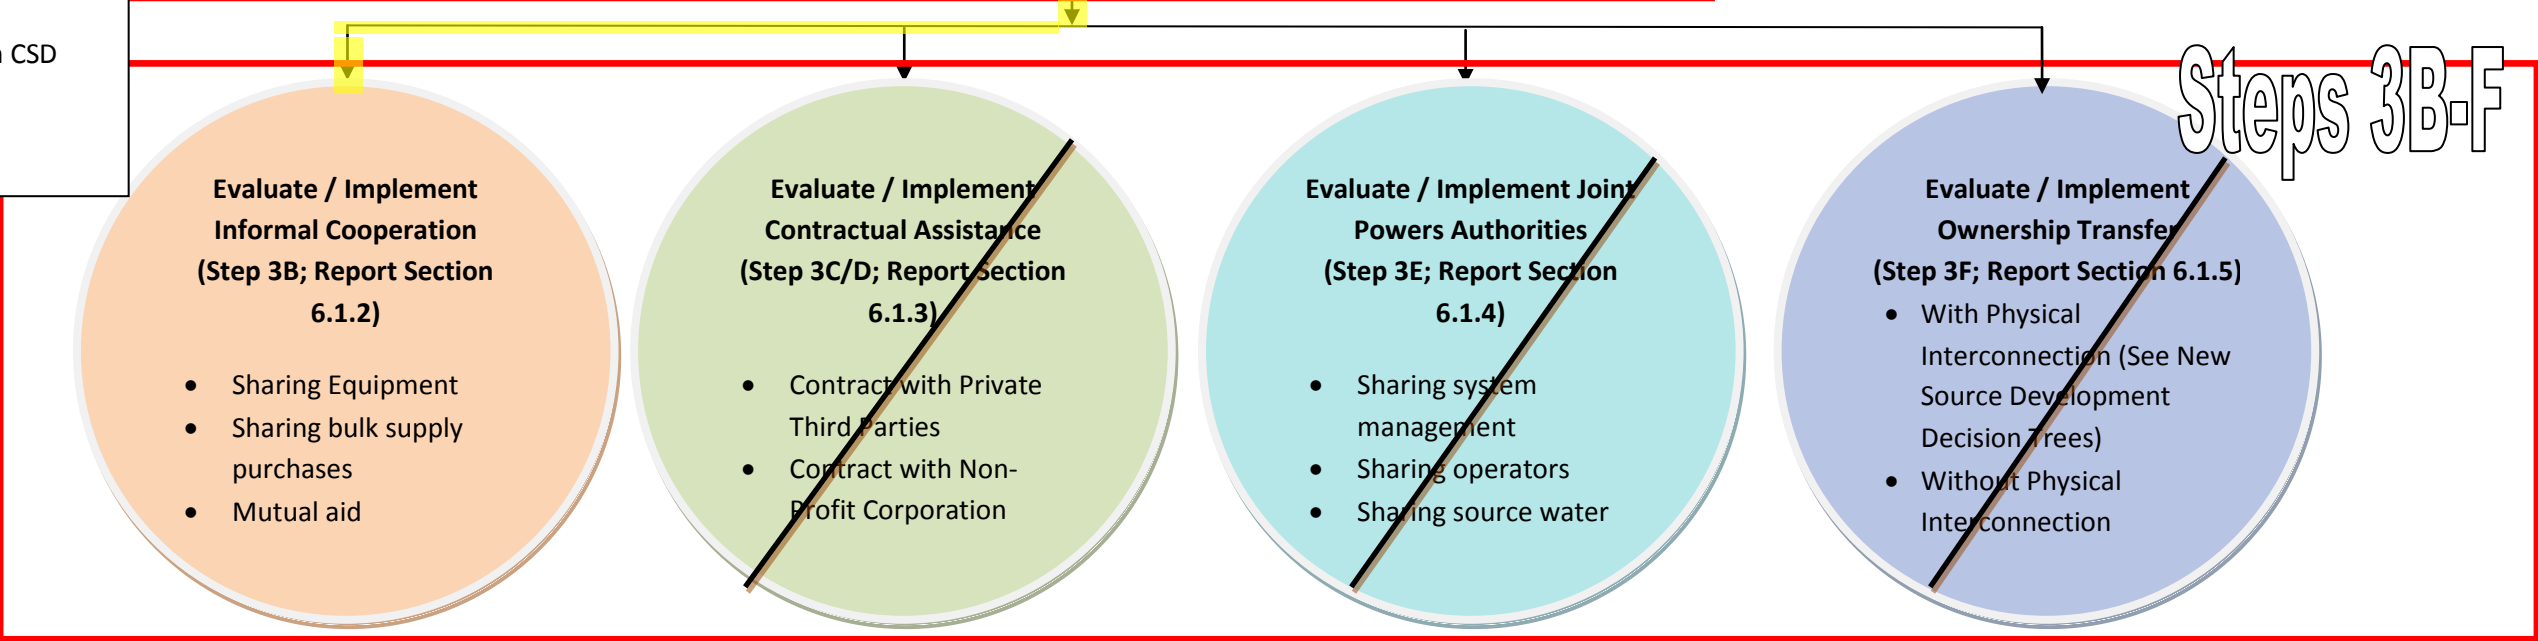 CSD
Steps 3B-F
Evaluate / Implement
Informal Cooperation
(Step 3B; Report Section
6.1.2)
• Sharing Equipment
• Sharing bulk supply
purchases
• Mutual aid
Evaluate / Implement
Contractual Assistance
(Step 3C/D; Report Section
6.1.3)
• Contract with Private
Third Parties
• Contract with Non-
Profit Corporation
Evaluate / Implement Joint
Powers Authorities
(Step 3E; Report Section
6.1.4)
• Sharing system
management
• Sharing operators
• Sharing source water
Evaluate / Implement
Ownership Transfer
(Step 3F; Report Section 6.1.5)
• With Physical
Interconnection (See New
Source Development
Decision Trees)
• Without Physical
Interconnection